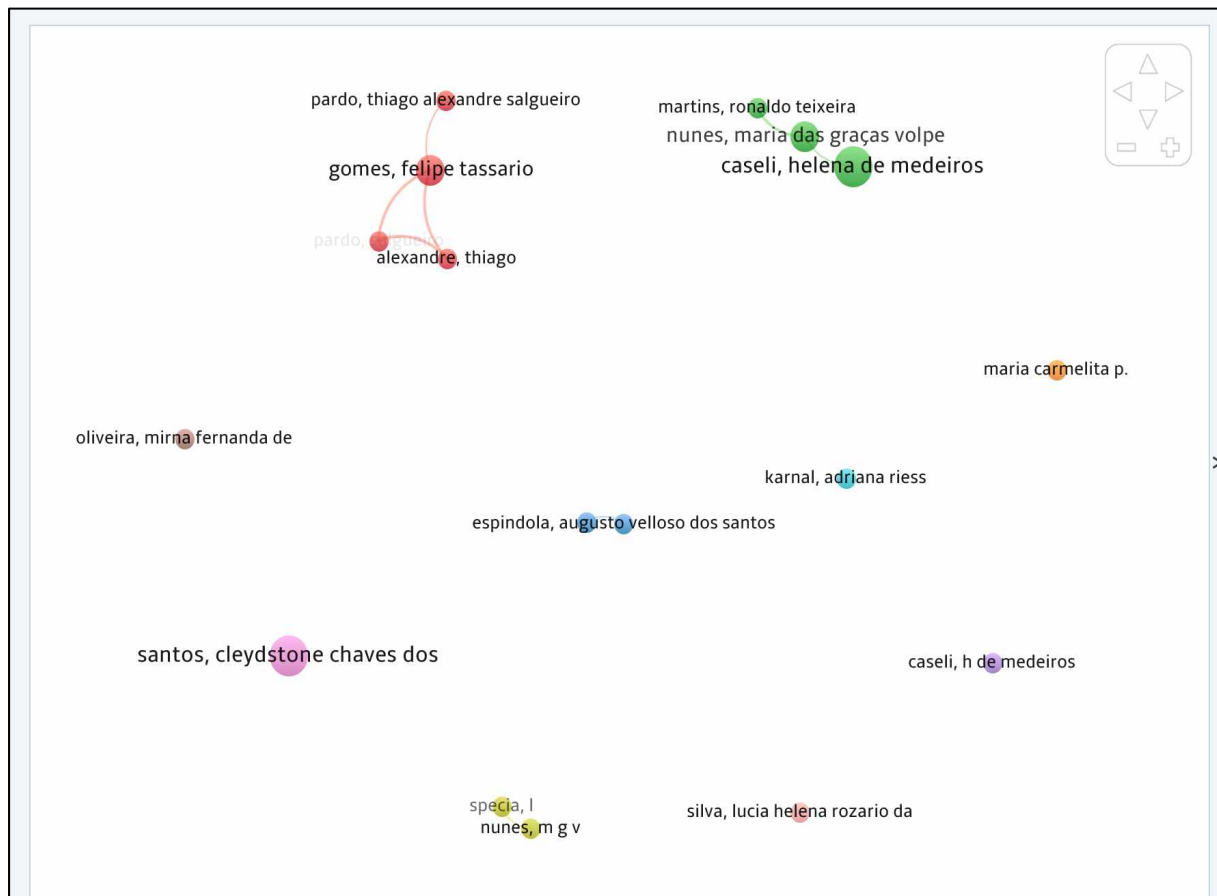 pardo, thiago alexandre salgueiro
martins, ronaldo teixeira
nunes, maria das graças volpe
caseli, helena de medeiros
gomes, felipe tassario
pardo, salgueiro
alexandre, thiago
maria carmelita p.
oliveira, mirna fernanda de
karnal, adriana riess
espindola, augusto velloso dos santos
santos, cleydstone chaves dos
caseli, h de medeiros
specia, l
nunes, m g v
silva, lucia helena rozario da